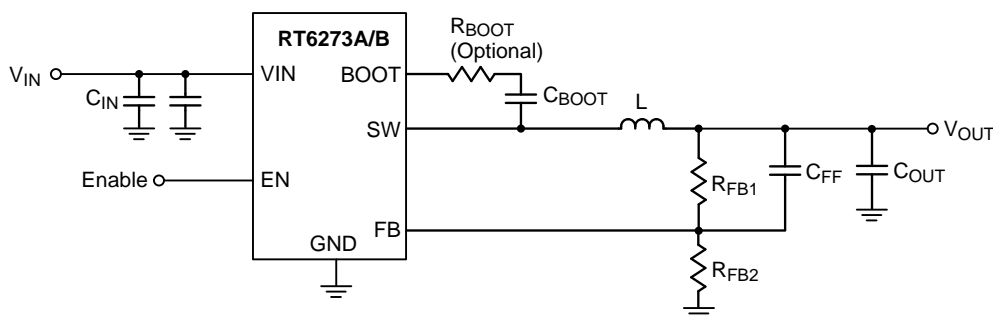 RT6273A/B
VIN
BOOT
SW
EN
FB
GND
VIN
CIN
Enable
RBOOT
(Optional)
CBOOT
L
RFB1
CFF
COUT
VOUT
RFB2